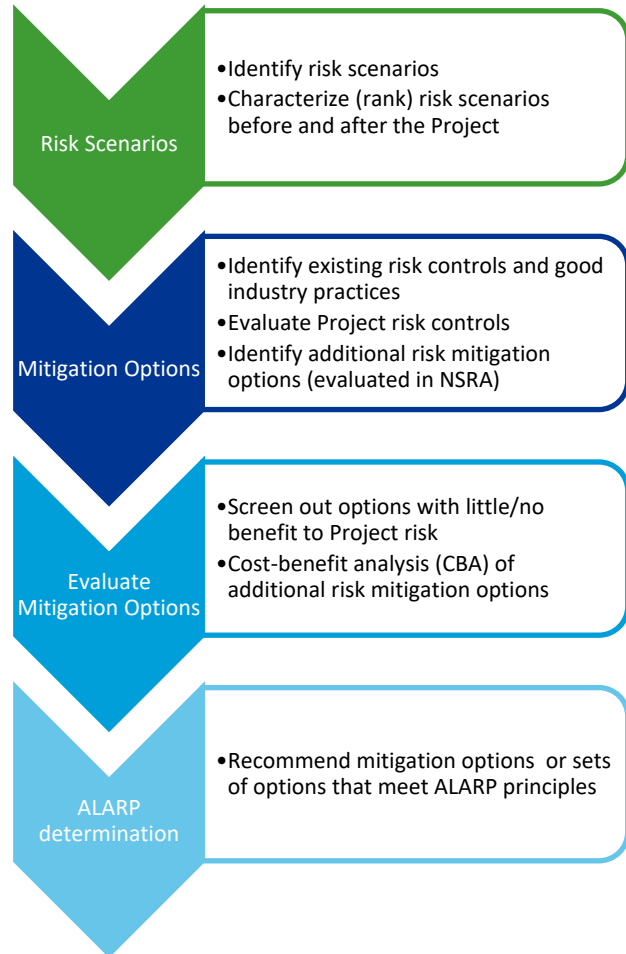 Risk Scenarios
•Identify risk scenarios
•Characterize (rank) risk scenarios
before and after the Project
Mitigation Options
•Identify existing risk controls and good
industry practices
•Evaluate Project risk controls
•Identify additional risk mitigation
options (evaluated in NSRA)
Evaluate
Mitigation Options
•Screen out options with little/no
benefit to Project risk
•Cost-benefit analysis (CBA) of
additional risk mitigation options
ALARP
determination
•Recommend mitigation options or sets
of options that meet ALARP principles